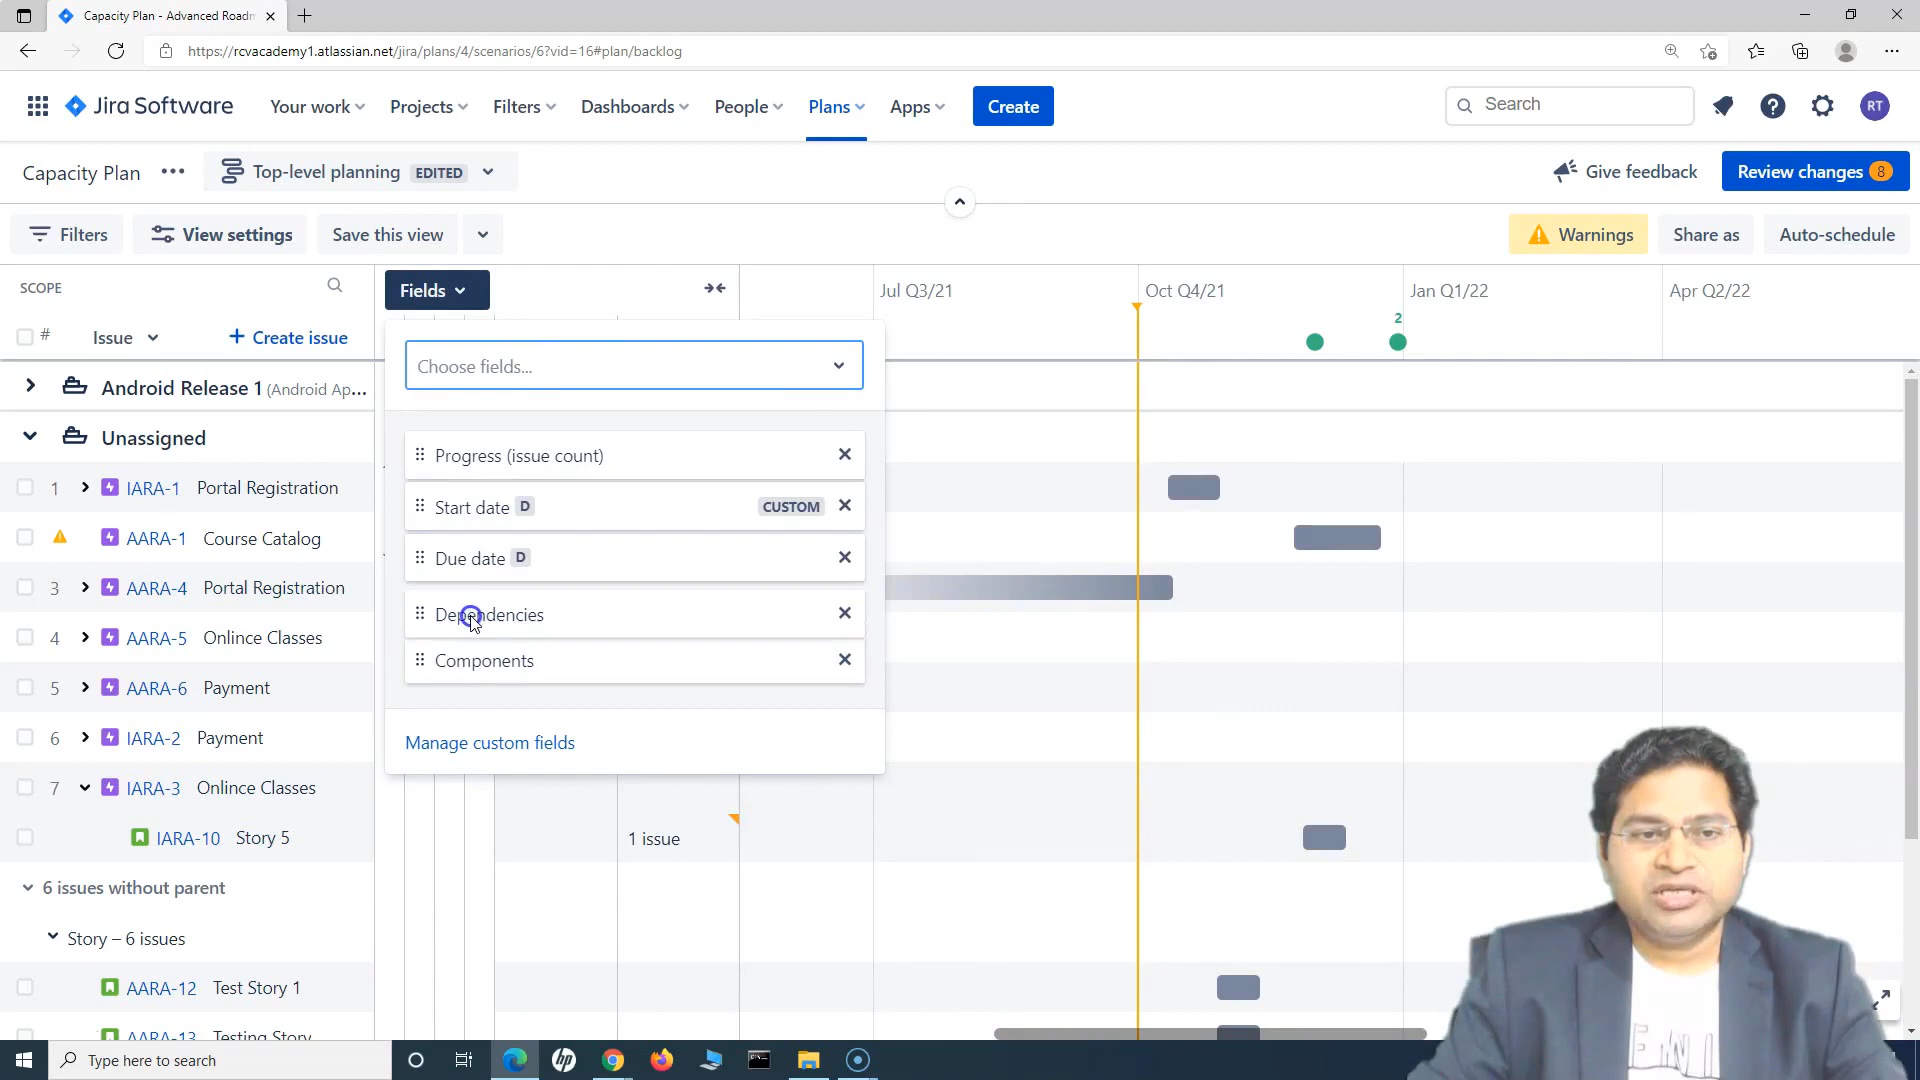 Capacity Plan - Advanced Roadm
https://rcvacademy1.atlassian.net/jira/plans/4/scenarios/6?vid=16#plan/backlog
Jira Software
Your work
Projects
Filters
Dashboards
People
Plans
Apps
Create
Search
RT
Capacity Plan
Top-level planning EDITED
Give feedback
Review changes 8
Filters
View settings
Save this view
Warnings
Share as
Auto-schedule
SCOPE
Fields
Jul Q3/21
Oct Q4/21
Jan Q1/22
Apr Q2/22
2
#
Issue
+ Create issue
Choose fields...
Android Release 1 (Android Ap...
Unassigned
Progress (issue count)
1 IARA-1 Portal Registration
Start date D CUSTOM
AARA-1 Course Catalog
Due date D
3 AARA-4 Portal Registration
Dependencies
4 AARA-5 Onlince Classes
Components
5 AARA-6 Payment
6 IARA-2 Payment
Manage custom fields
7 IARA-3 Onlince Classes
IARA-10 Story 5
1 issue
6 issues without parent
Story – 6 issues
AARA-12 Test Story 1
AARA-13 Testing Story
Type here to search
hp